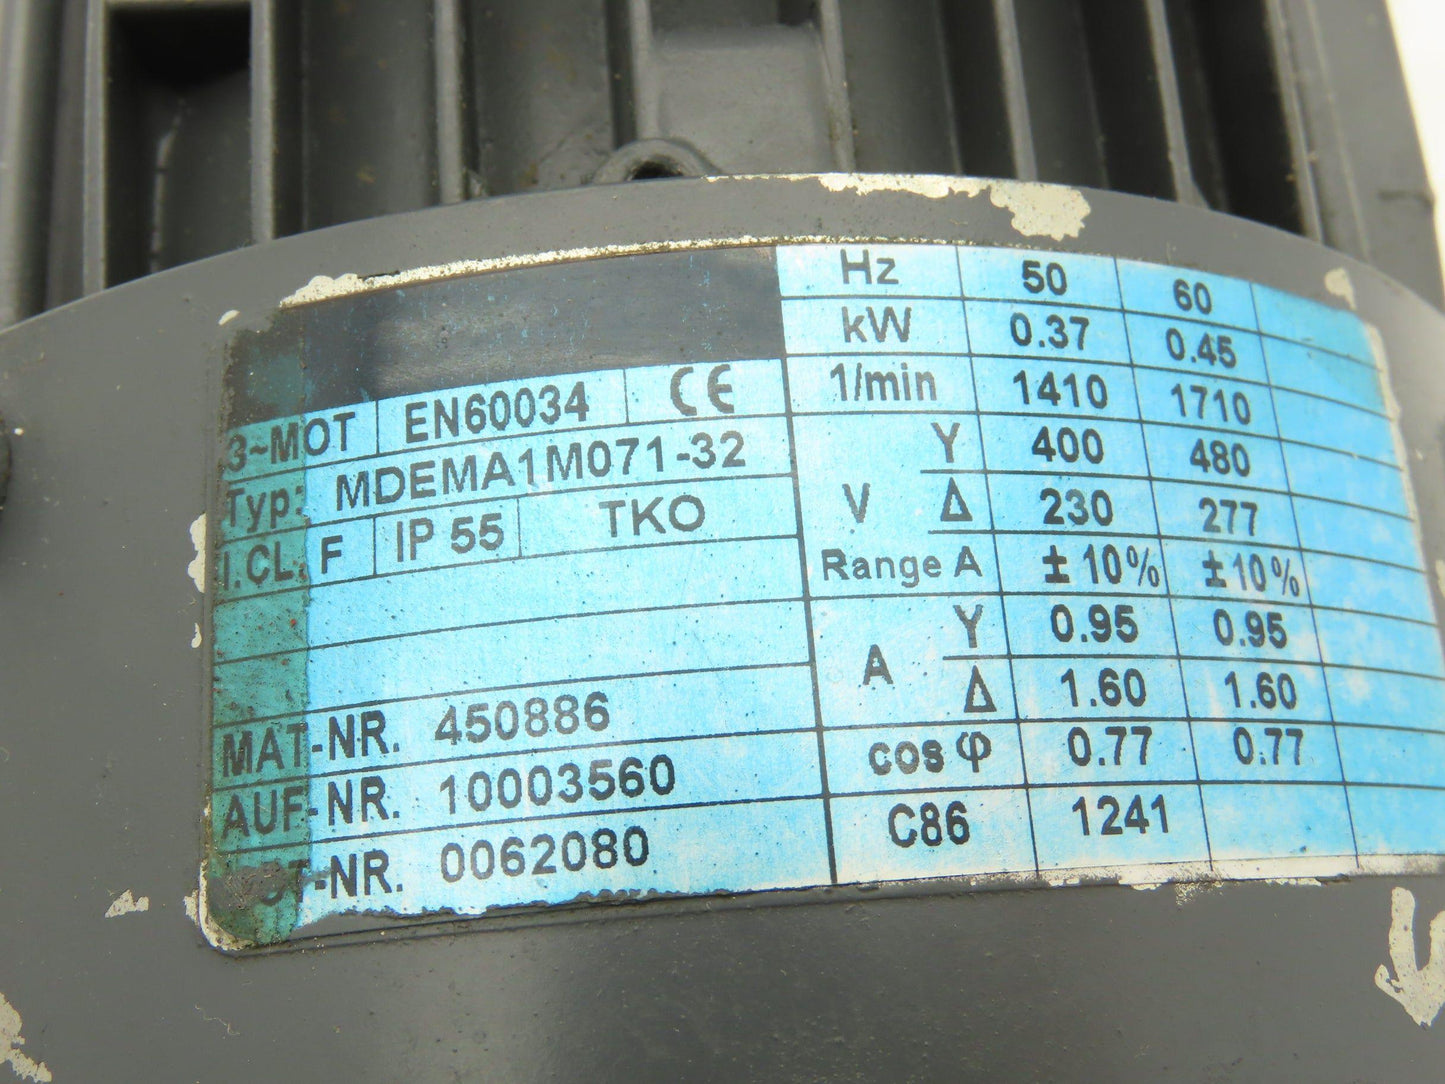 3~MOT EN60034 CE
Typ: MDEMA1M071-32
I.CL. F IP 55 TKO
MAT-NR. 450886
AUF-NR. 10003560
-NR. 0062080
Hz 50 60
kW 0.37 0.45
1/min 1410 1710
V Y 400 480
Δ 230 277
Range A ±10% ±10%
A Y 0.95 0.95
Δ 1.60 1.60
cos φ 0.77 0.77
C86 1241